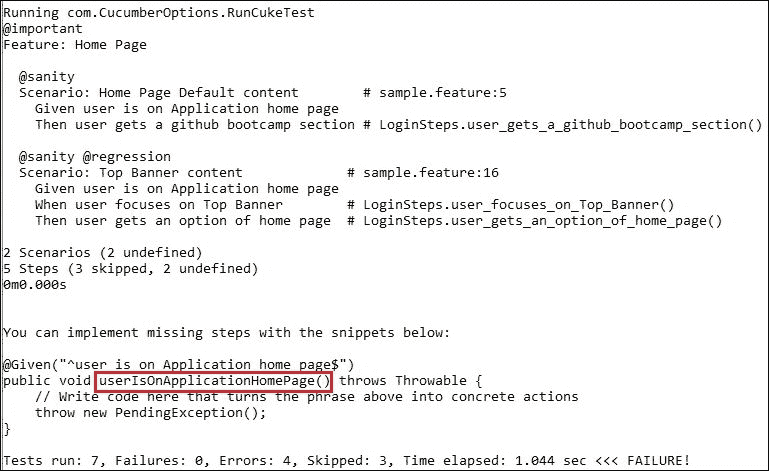 Running com.CucumberOptions.RunCukeTest
@important
Feature: Home Page
@sanity
Scenario: Home Page Default content # sample.feature:5
Given user is on Application home page
Then user gets a github bootcamp section # LoginSteps.user_gets_a_github_bootcamp_section()
@sanity @regression
Scenario: Top Banner content # sample.feature:16
Given user is on Application home page
When user focuses on Top Banner # LoginSteps.user_focuses_on_Top_Banner()
Then user gets an option of home page # LoginSteps.user_gets_an_option_of_home_page()
2 Scenarios (2 undefined)
5 Steps (3 skipped, 2 undefined)
0m0.000s
You can implement missing steps with the snippets below:
@Given("^user is on Application home page$")
public void userIsOnApplicationHomePage() throws Throwable {
// Write code here that turns the phrase above into concrete actions
throw new PendingException();
}
Tests run: 7, Failures: 0, Errors: 4, Skipped: 3, Time elapsed: 1.044 sec <<< FAILURE!